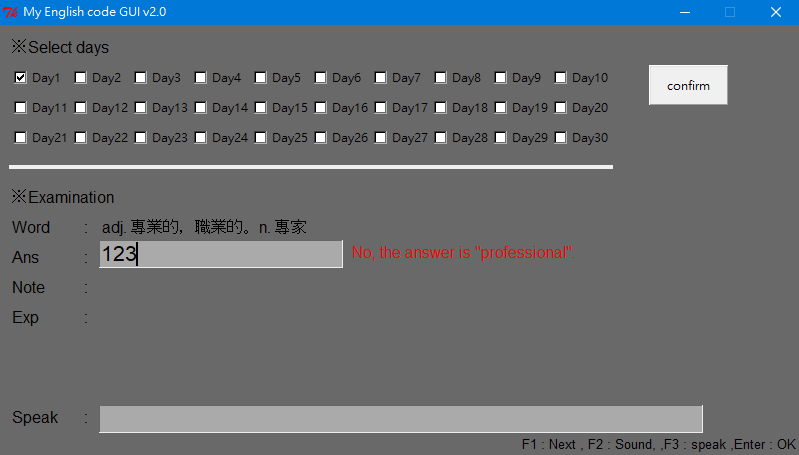 My English code GUI v2.0
※Select days
Day1 Day2 Day3 Day4 Day5 Day6 Day7 Day8 Day9 Day10
confirm
Day11 Day12 Day13 Day14 Day15 Day16 Day17 Day18 Day19 Day20
Day21 Day22 Day23 Day24 Day25 Day26 Day27 Day28 Day29 Day30
※Examination
Word : adj. 專業的，職業的。n. 專家
Ans : 123 No, the answer is "professional".
Note :
Exp :
Speak :
F1 : Next , F2 : Sound, ,F3 : speak ,Enter : OK